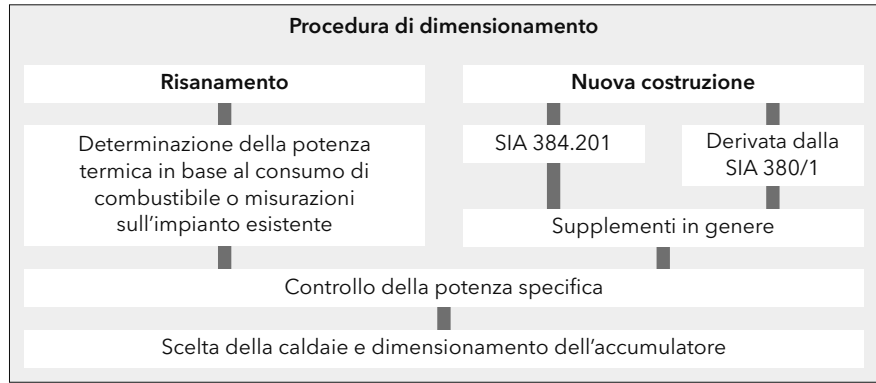 Procedura di dimensionamento
Risanamento
Nuova costruzione
Determinazione della potenza
termica in base al consumo di
combustibile o misurazioni
sull'impianto esistente
SIA 384.201
Derivata dalla
SIA 380/1
Supplementi in genere
Controllo della potenza specifica
Scelta della caldaie e dimensionamento dell'accumulatore